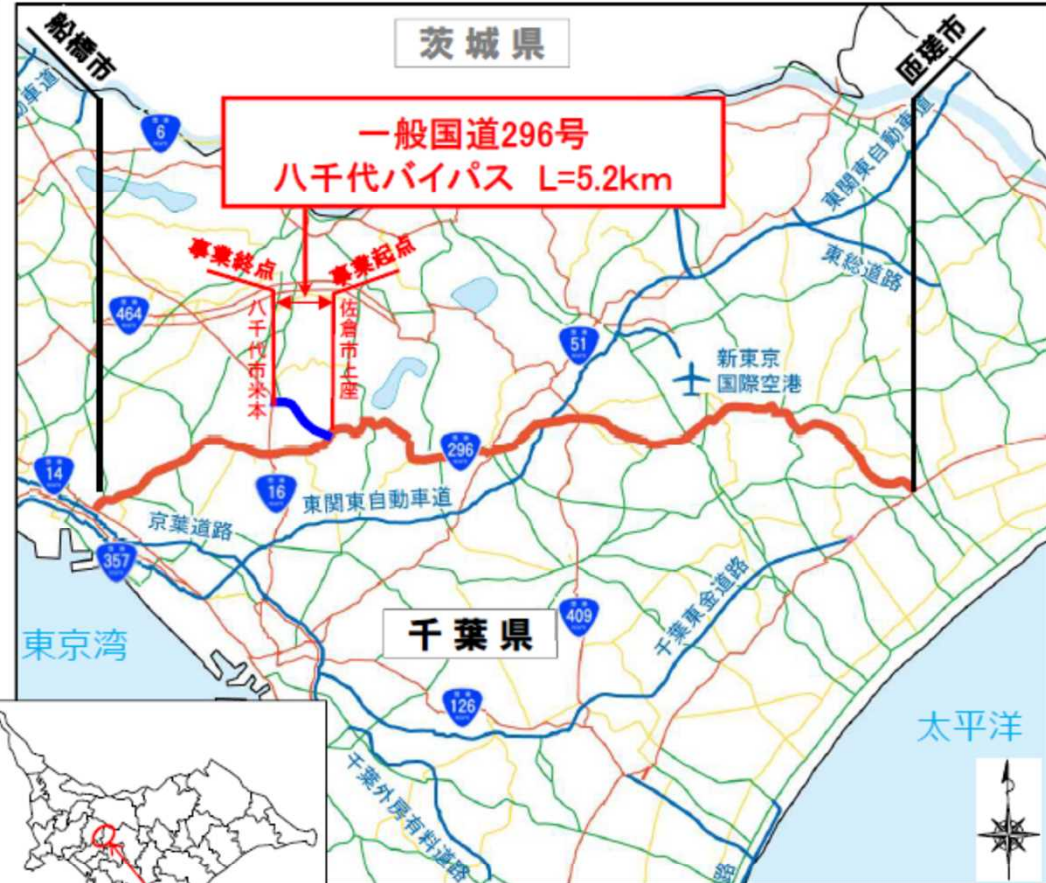 船橋市
茨城県
匝瑳市
動車道
6
一般国道296号
八千代バイパス L=5.2km
東関東自動車道
事業終点
事業起点
東総道路
464
八千代市米本
佐倉市上座
51
新東京
国際空港
296
14
16
東関東自動車道
京葉道路
357
千葉東金道路
409
千葉県
東京湾
126
太平洋
千葉外房有料道路
路